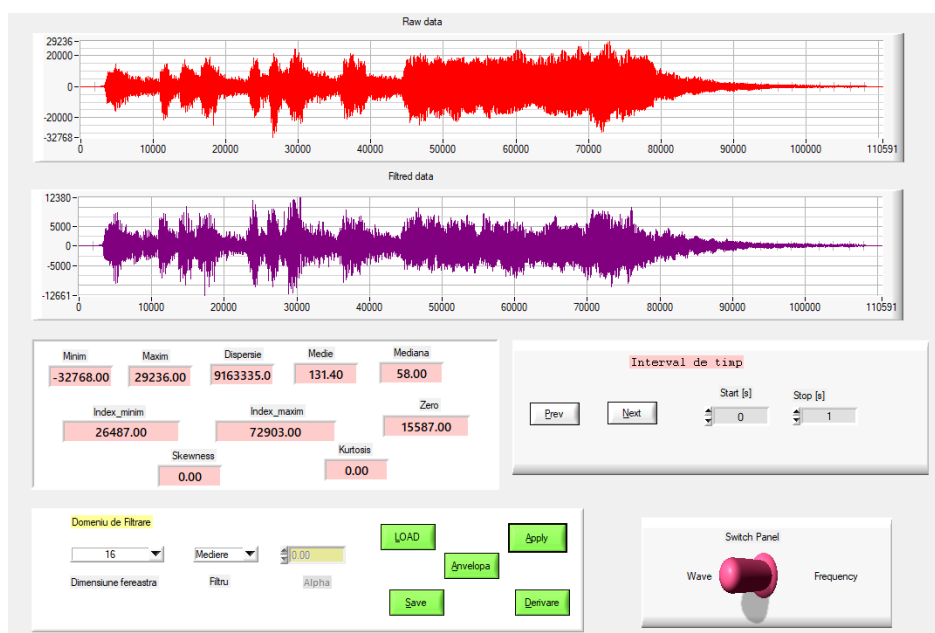 Raw data
29236
20000
0
-20000
-32768
0 10000 20000 30000 40000 50000 60000 70000 80000 90000 100000 110591
Filtred data
12380
5000
0
-5000
-12661
0 10000 20000 30000 40000 50000 60000 70000 80000 90000 100000 110591
Minim Maxim Dispersie Medie Mediana
-32768.00 29236.00 9163335.0 131.40 58.00
Index_minim Index_maxim Zero
26487.00 72903.00 15587.00
Skewness Kurtosis
0.00 0.00
Interval de timp
Start [s] Stop [s]
Prev Next 0 1
Domeniu de Filtrare
16 Mediere 0.00
Dimensiune fereastra Filtru Alpha
LOAD Apply
Anvelopa
Save Derivare
Switch Panel
Wave Frequency